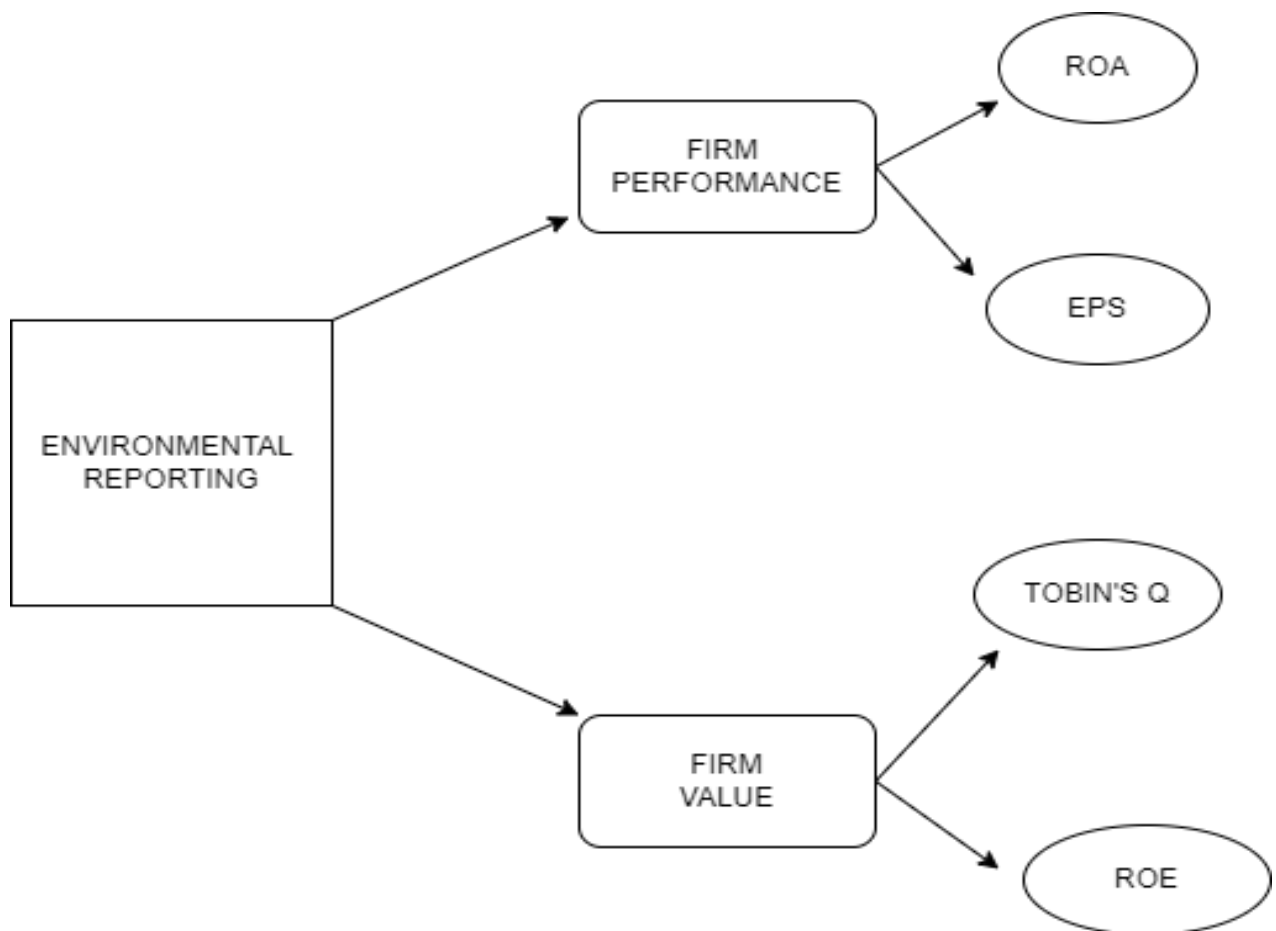 ROA
FIRM
PERFORMANCE
EPS
ENVIRONMENTAL
REPORTING
TOBIN'S Q
FIRM
VALUE
ROE